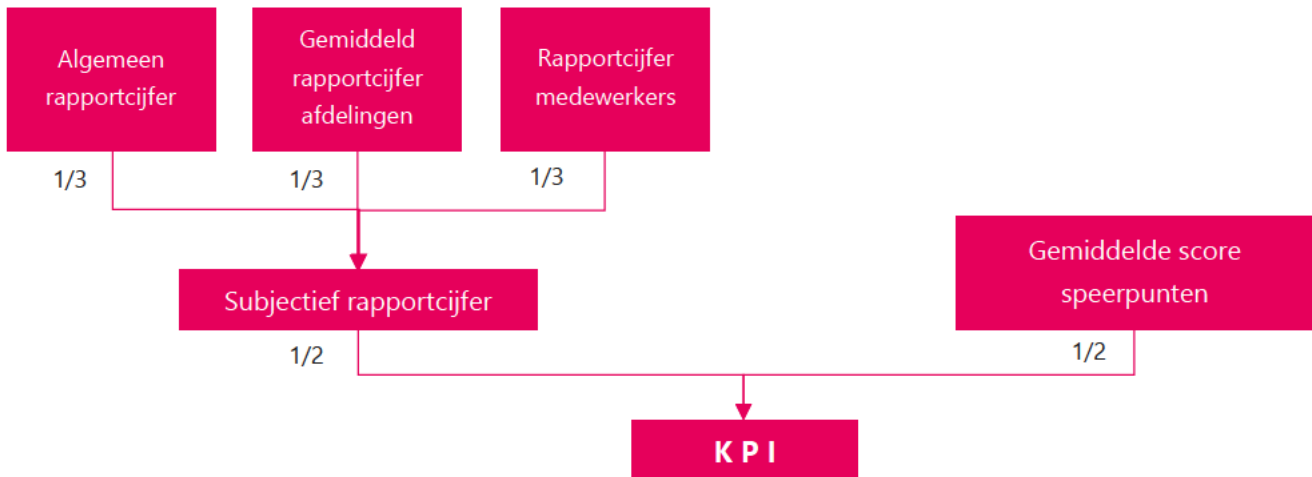 Algemeen
rapportcijfer
Gemiddeld
rapportcijfer
afdelingen
Rapportcijfer
medewerkers
1/3
1/3
1/3
Gemiddelde score
speerpunten
Subjectief rapportcijfer
1/2
1/2
KPI